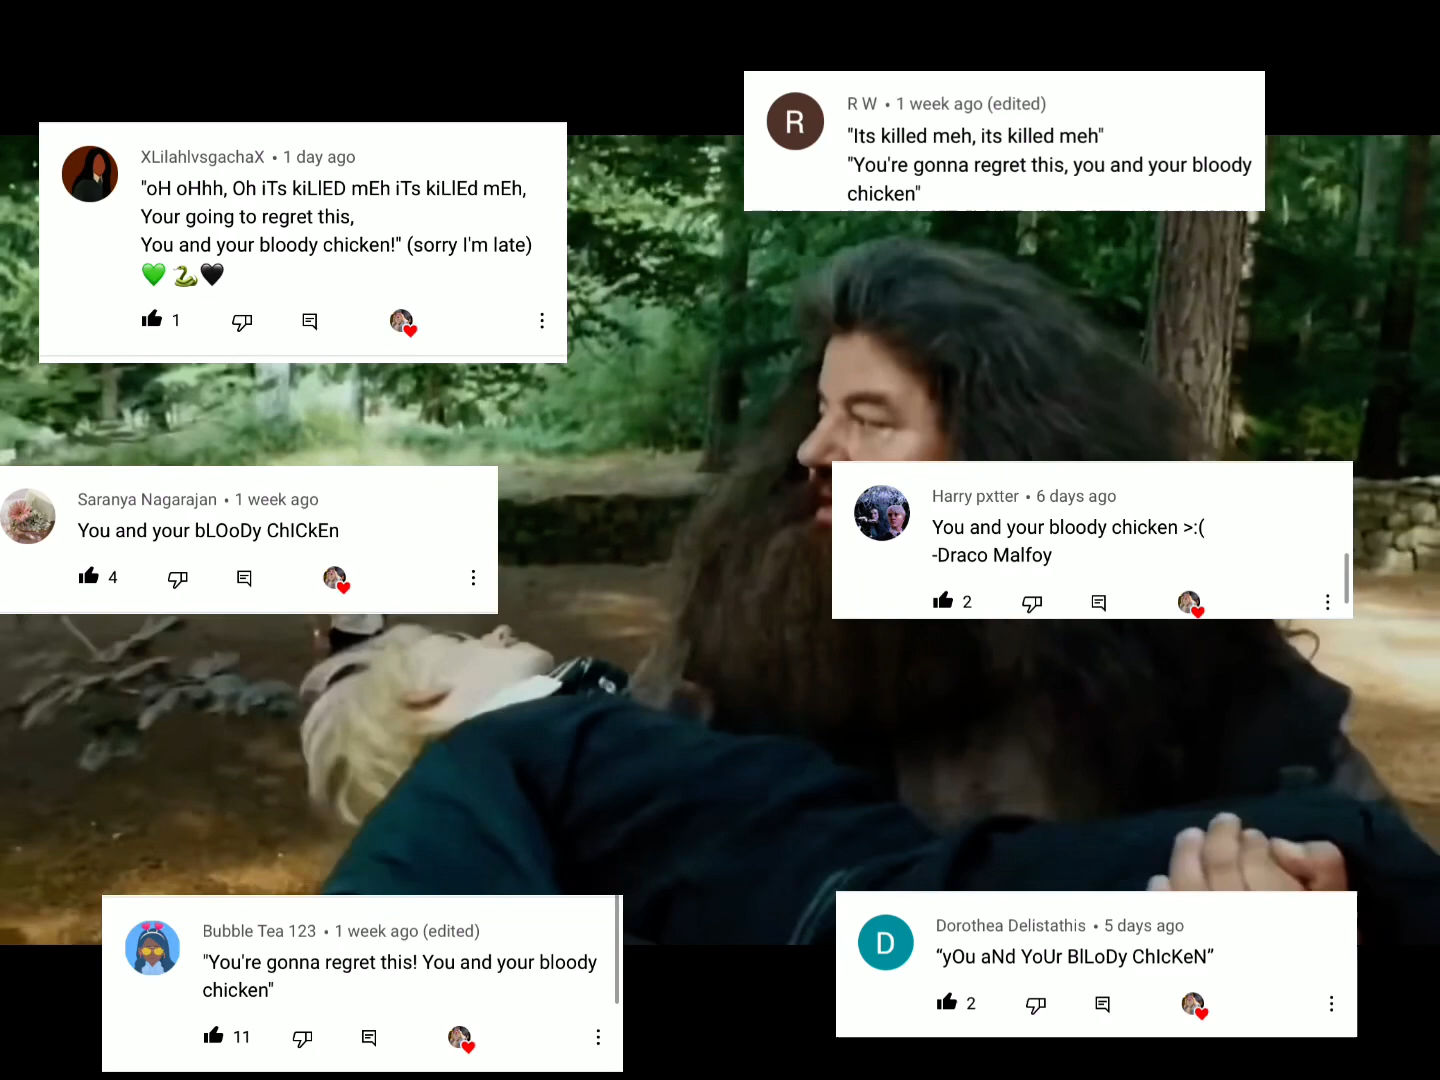 XLilahlvsgachaX • 1 day ago
"oH oHhh, Oh iTs kiLlED mEh iTs kiLlEd mEh,
Your going to regret this,
You and your bloody chicken!" (sorry I'm late)
💚 🐍🖤
1
R
R W • 1 week ago (edited)
"Its killed meh, its killed meh"
"You're gonna regret this, you and your bloody
chicken"
Saranya Nagarajan • 1 week ago
You and your bLOoDy ChICkEn
4
Harry pxtter • 6 days ago
You and your bloody chicken >:(
-Draco Malfoy
2
Bubble Tea 123 • 1 week ago (edited)
"You're gonna regret this! You and your bloody
chicken"
11
D
Dorothea Delistathis • 5 days ago
“yOu aNd YoUr BlLoDy ChIcKeN”
2